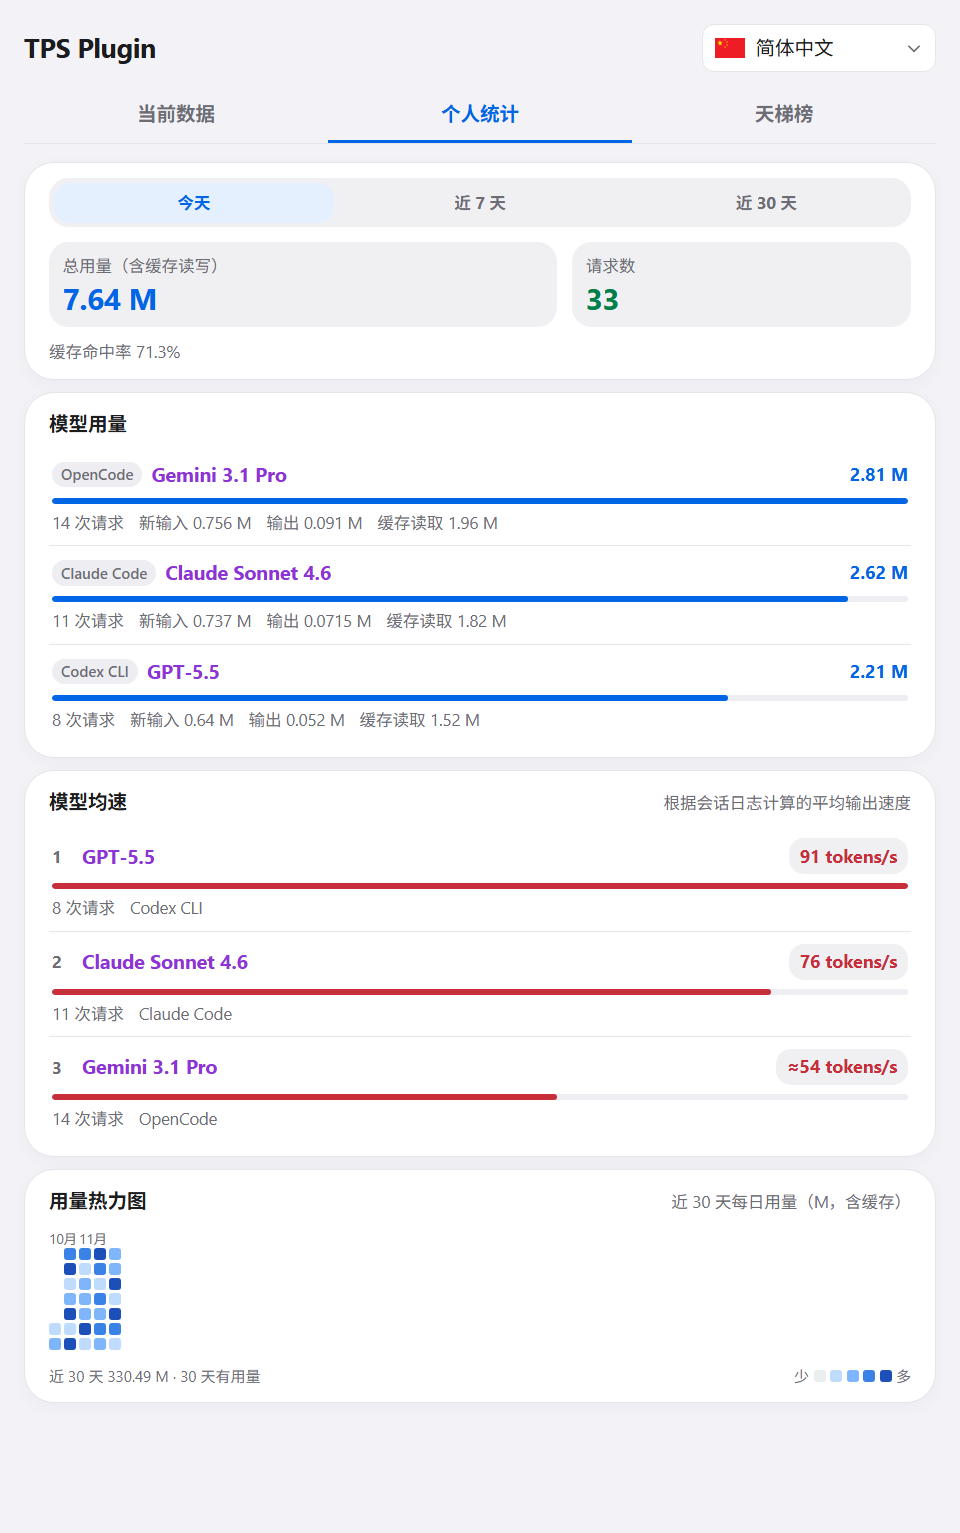 TPS Plugin
简体中文
当前数据
个人统计
天梯榜
今天
近 7 天
近 30 天
总用量（含缓存读写）
7.64 M
请求数
33
缓存命中率 71.3%
模型用量
OpenCode Gemini 3.1 Pro 2.81 M
14 次请求 新输入 0.756 M 输出 0.091 M 缓存读取 1.96 M
Claude Code Claude Sonnet 4.6 2.62 M
11 次请求 新输入 0.737 M 输出 0.0715 M 缓存读取 1.82 M
Codex CLI GPT-5.5 2.21 M
8 次请求 新输入 0.64 M 输出 0.052 M 缓存读取 1.52 M
模型均速 根据会话日志计算的平均输出速度
1 GPT-5.5 91 tokens/s
8 次请求 Codex CLI
2 Claude Sonnet 4.6 76 tokens/s
11 次请求 Claude Code
3 Gemini 3.1 Pro ≈54 tokens/s
14 次请求 OpenCode
用量热力图 近 30 天每日用量（M，含缓存）
10月 11月
近 30 天 330.49 M · 30 天有用量 少 多